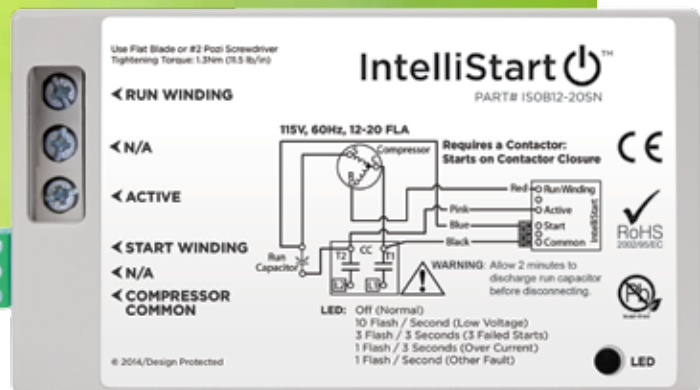 Use Flat Blade or #2 Pozi Screwdriver
Tightening Torque: 1.3Nm (11.5 lb/in)
IntelliStart™
PART# IS0B12-20SN
RUN WINDING
N/A
ACTIVE
START WINDING
N/A
COMPRESSOR
COMMON
115V, 60Hz, 12-20 FLA
Compressor
Requires a Contactor:
Starts on Contactor Closure
Red
Run Winding
Pink
Active
Blue
Start
Black
Common
IntelliStart
Run
Capacitor
T2
CC
T1
L2
L1
WARNING: Allow 2 minutes to
discharge run capacitor
before disconnecting.
LED: Off (Normal)
10 Flash / Second (Low Voltage)
3 Flash / 3 Seconds (3 Failed Starts)
1 Flash / 3 Seconds (Over Current)
1 Flash / Second (Other Fault)
© 2014/Design Protected
CE
RoHS
2002/95/EC
Pb
LED